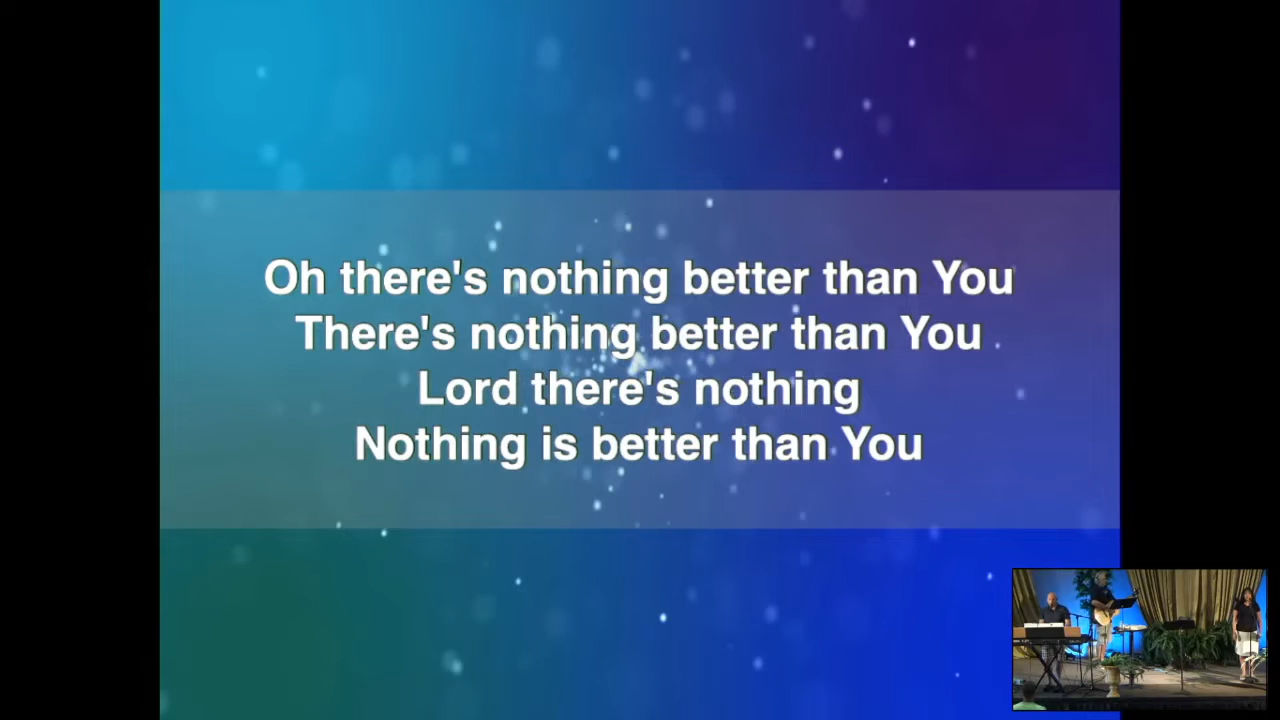 Oh there's nothing better than You
There's nothing better than You
Lord there's nothing
Nothing is better than You